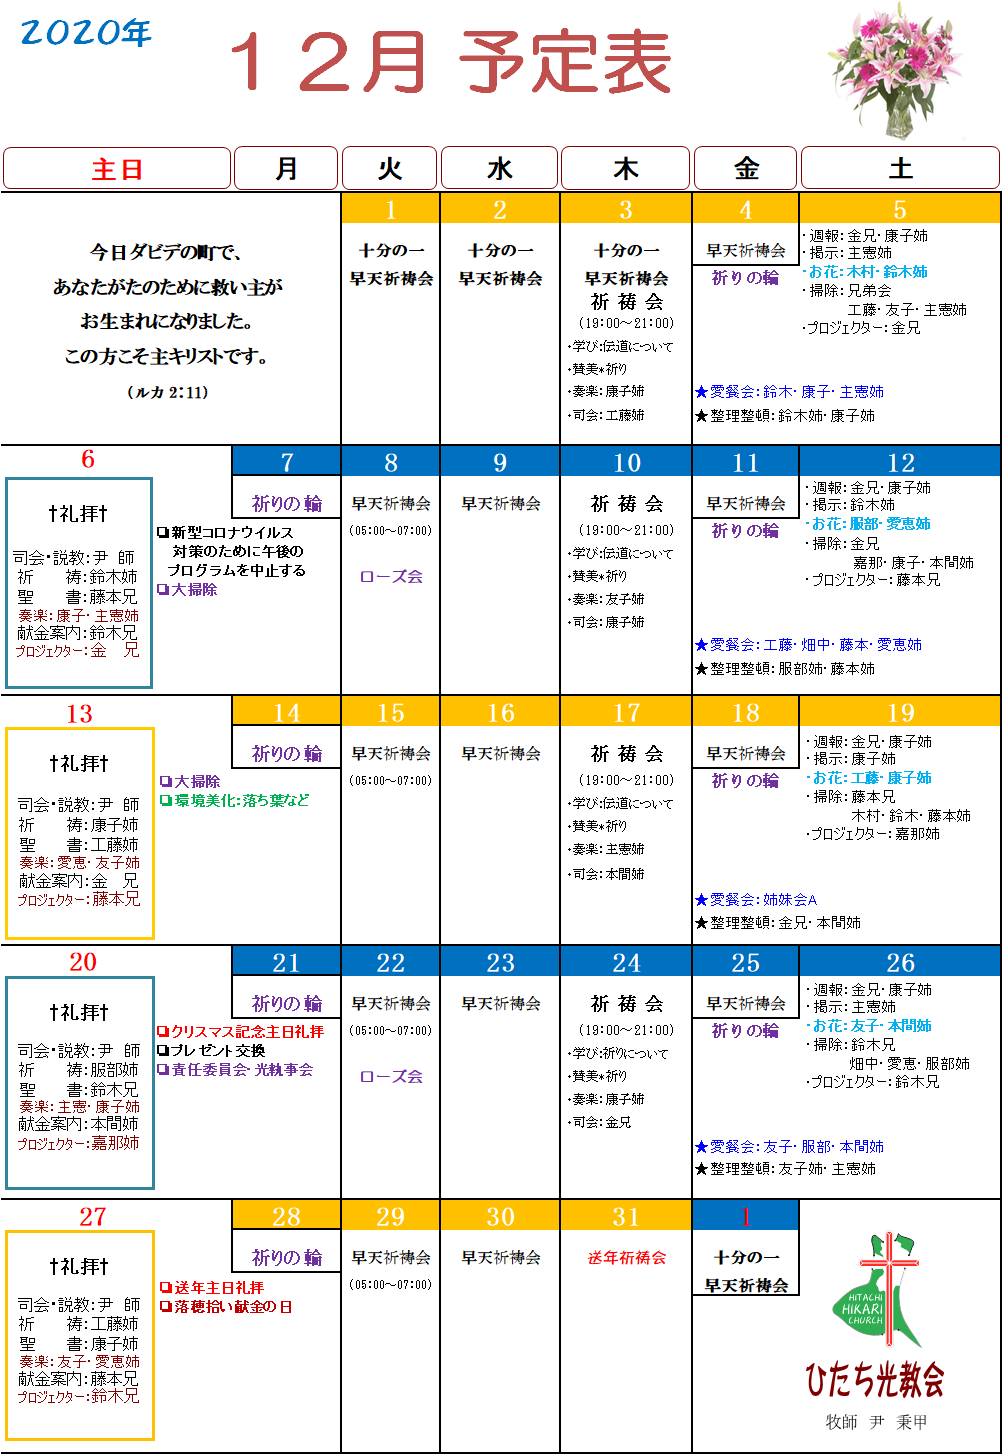 2020年
１２月 予定表
主日 月 火 水 木 金 土
今日ダビデの町で、
あなたがたのために救い主が
お生まれになりました。
この方こそ主キリストです。
（ルカ 2：11）
1
十分の一
早天祈祷会
2
十分の一
早天祈祷会
3
十分の一
早天祈祷会
祈 祷 会
（19：00～21：00）
・学び：伝道について
・賛美＊祈り
・奏楽：康子姉
・司会：工藤姉
4
早天祈祷会
祈りの輪
5
・週報：金兄・康子姉
・掲示：主憲姉
・お花：木村・鈴木姉
・掃除：兄弟会
工藤・友子・主憲姉
・プロジェクター：金兄
★愛餐会：鈴木・康子・主憲姉
★整理整頓：鈴木姉・康子姉
6
†礼拝†
司会・説教：尹 師
祈　　祷：鈴木姉
聖　　書：藤本兄
奏楽：康子・主憲姉
献金案内：鈴木兄
プロジェクター：金　兄
❑新型コロナウイルス
対策のために午後の
プログラムを中止する
❑大掃除
7
祈りの輪
8
早天祈祷会
（05：00～07：00）
ローズ会
9
早天祈祷会
10
祈 祷 会
（19：00～21：00）
・学び：伝道について
・賛美＊祈り
・奏楽：友子姉
・司会：康子姉
11
早天祈祷会
祈りの輪
12
・週報：金兄・康子姉
・掲示：鈴木姉
・お花：服部・愛恵姉
・掃除：金兄
嘉那・康子・本間姉
・プロジェクター：藤本兄
★愛餐会：工藤・畑中・藤本・愛恵姉
★整理整頓：服部姉・藤本姉
13
†礼拝†
司会・説教：尹 師
祈　　祷：康子姉
聖　　書：工藤姉
奏楽：愛恵・友子姉
献金案内：金　兄
プロジェクター：藤本兄
❑大掃除
❑環境美化：落ち葉など
14
祈りの輪
15
早天祈祷会
（05：00～07：00）
16
早天祈祷会
17
祈 祷 会
（19：00～21：00）
・学び：伝道について
・賛美＊祈り
・奏楽：主憲姉
・司会：本間姉
18
早天祈祷会
祈りの輪
19
・週報：金兄・康子姉
・掲示：康子姉
・お花：工藤・康子姉
・掃除：藤本兄
木村・鈴木・藤本姉
・プロジェクター：嘉那姉
★愛餐会：姉妹会A
★整理整頓：金兄・本間姉
20
†礼拝†
司会・説教：尹 師
祈　　祷：服部姉
聖　　書：鈴木兄
奏楽：主憲・康子姉
献金案内：本間姉
プロジェクター：嘉那姉
❑クリスマス記念主日礼拝
❑プレゼント交換
❑責任委員会・光執事会
21
祈りの輪
22
早天祈祷会
（05：00～07：00）
ローズ会
23
早天祈祷会
24
祈 祷 会
（19：00～21：00）
・学び：祈りについて
・賛美＊祈り
・奏楽：康子姉
・司会：金兄
25
早天祈祷会
祈りの輪
26
・週報：金兄・康子姉
・掲示：主憲姉
・お花：友子・本間姉
・掃除：鈴木兄
畑中・愛恵・服部姉
・プロジェクター：鈴木兄
★愛餐会：友子・服部・本間姉
★整理整頓：友子姉・主憲姉
27
†礼拝†
司会・説教：尹 師
祈　　祷：工藤姉
聖　　書：康子姉
奏楽：友子・愛恵姉
献金案内：藤本兄
プロジェクター：鈴木兄
❑送年主日礼拝
❑落穂拾い献金の日
28
祈りの輪
29
早天祈祷会
（05：00～07：00）
30
早天祈祷会
31
送年祈祷会
1
十分の一
早天祈祷会
HITACHI
HIKARI
CHURCH
ひたち光教会
牧師　尹　秉甲